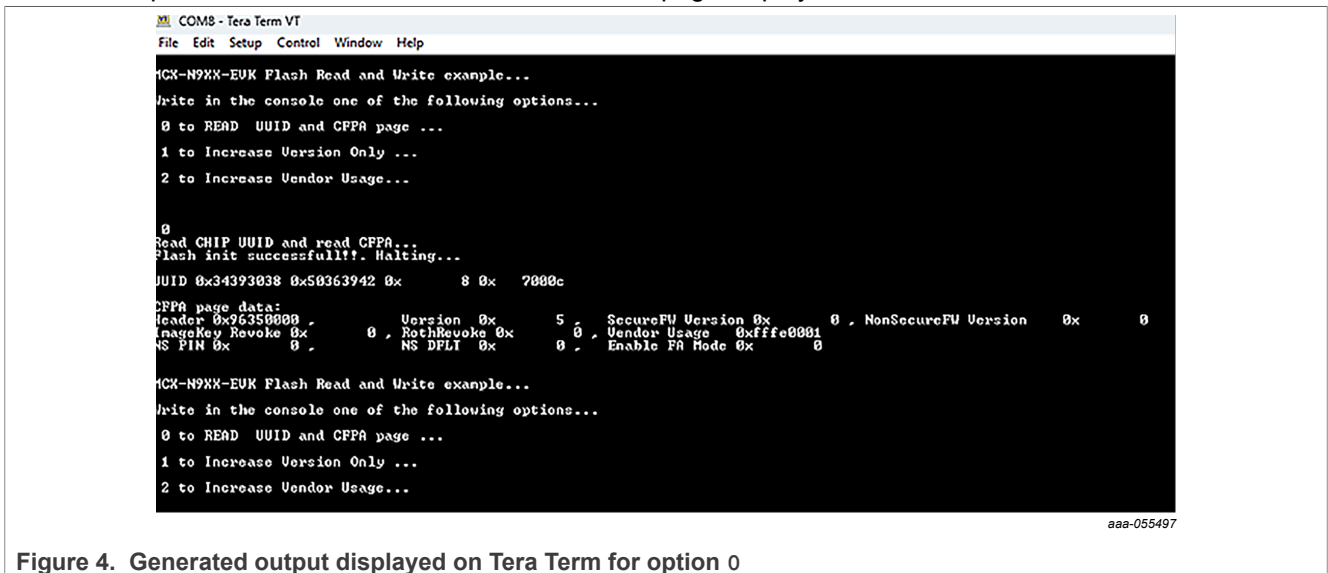 COM8 - Tera Term VT
File Edit Setup Control Window Help
MCX-N9XX-EVK Flash Read and Write example...
Write in the console one of the following options...
0 to READ UUID and CFPA page ...
1 to Increase Version Only ...
2 to Increase Vendor Usage...
0
Read CHIP UUID and read CFPA...
Flash init successfull!!. Halting...
UUID 0x34393038 0x50363942 0x 8 0x 7000c
CFPA page data:
Header 0x96350000 , Version 0x 5 , SecureFW Version 0x 0 , NonSecureFW Version 0x 0
ImageKey Revoke 0x 0 , RothRevoke 0x 0 , Vendor Usage 0xfffe0001
NS PIN 0x 0 , NS DFLT 0x 0 , Enable FA Mode 0x 0
MCX-N9XX-EVK Flash Read and Write example...
Write in the console one of the following options...
0 to READ UUID and CFPA page ...
1 to Increase Version Only ...
2 to Increase Vendor Usage...
aaa-055497
Figure 4. Generated output displayed on Tera Term for option 0